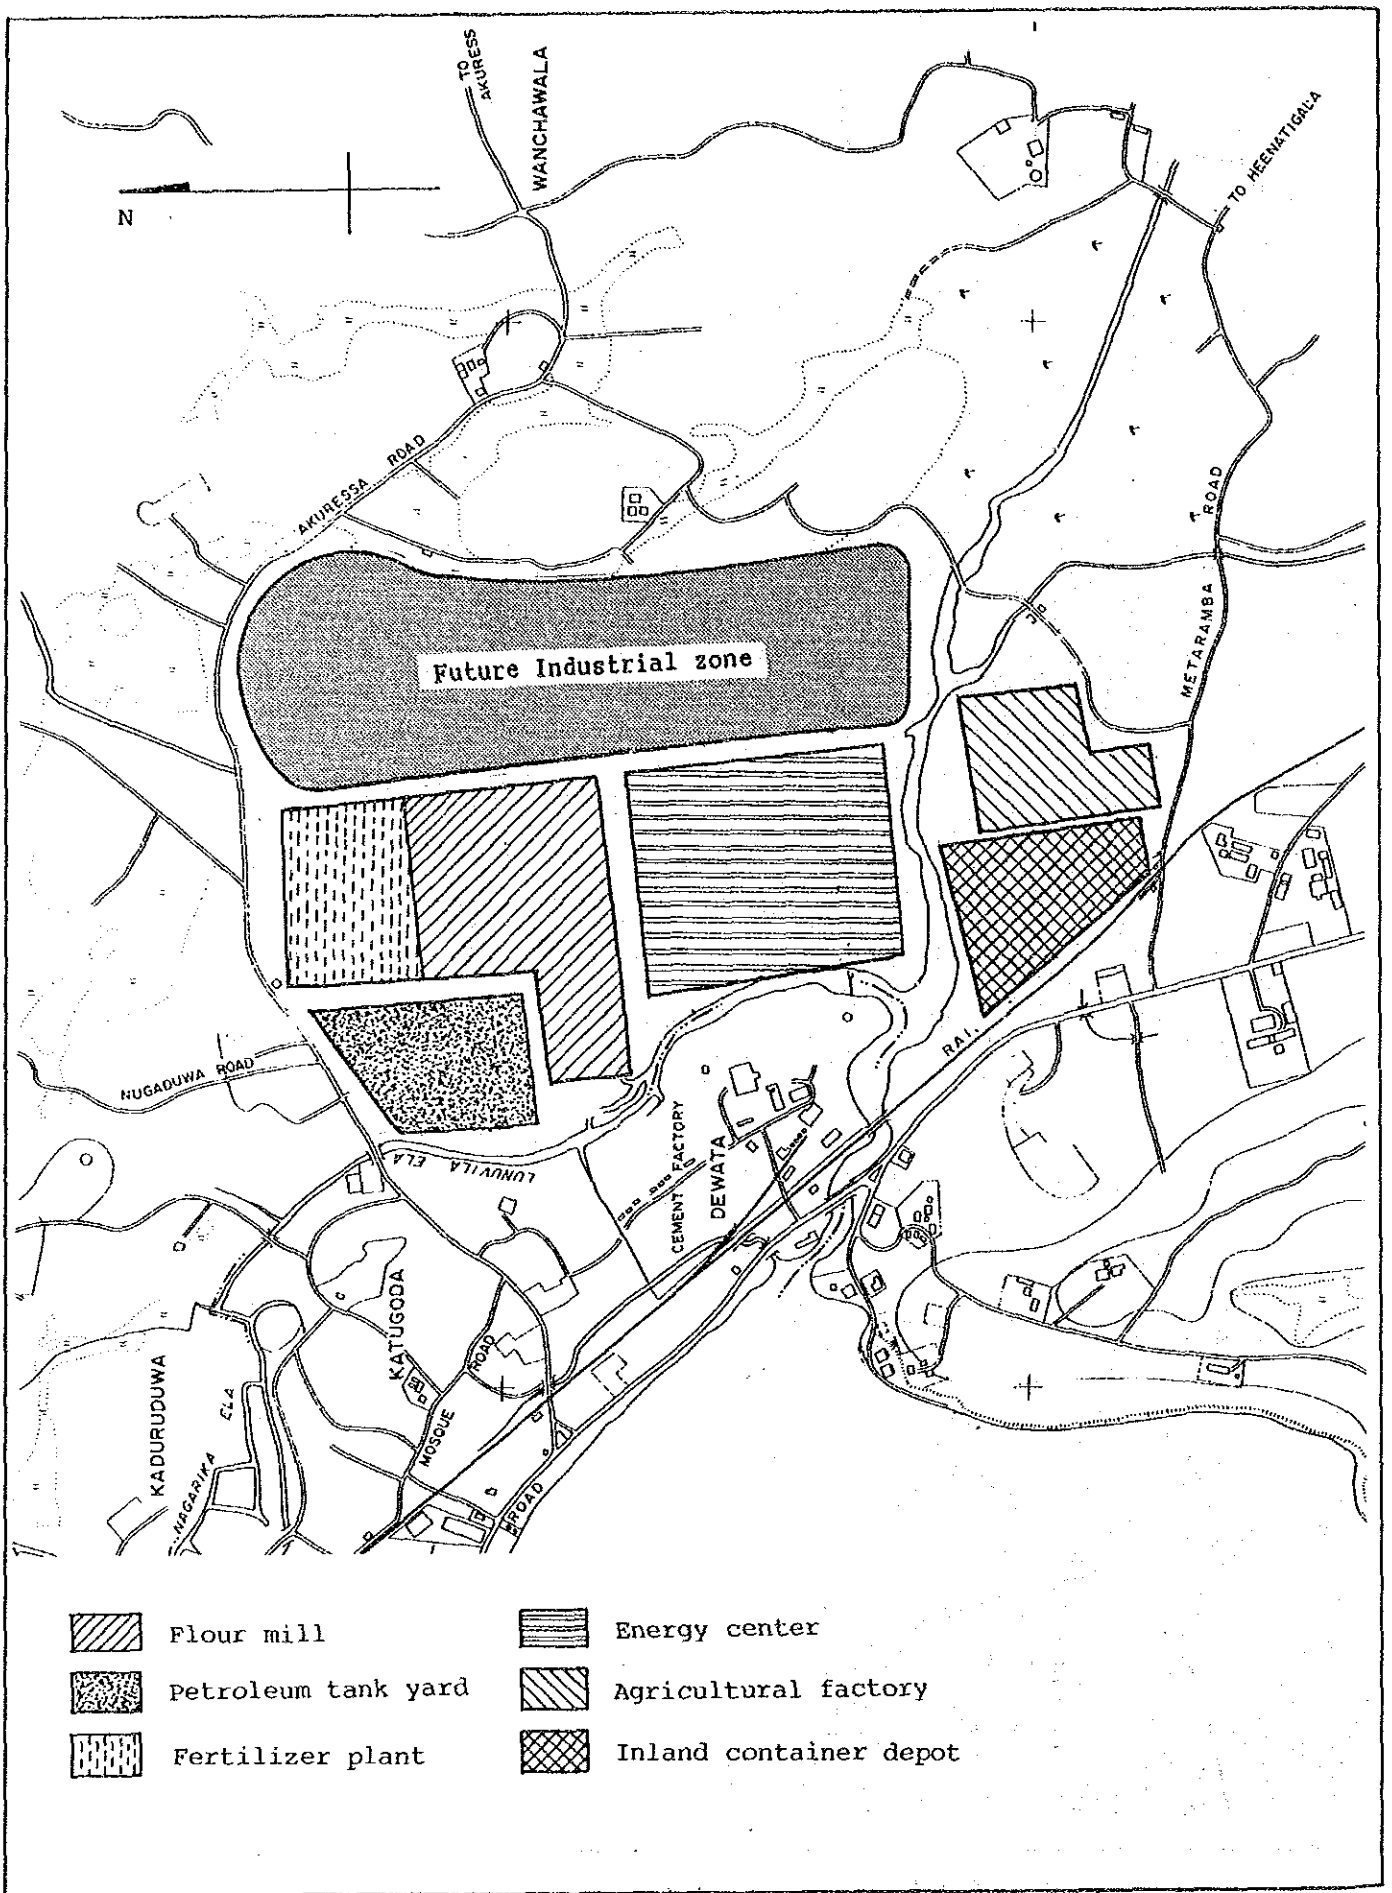 TO
AKURESS
WANCHAWALA
TO HEENATIGALA
N
AKURESSA ROAD
METARAMBA ROAD
Future Industrial zone
NUGADUWA ROAD
RAI.
LUNUVILA ELA
CEMENT FACTORY
DEWATA
KATUGODA
MOSQUE ROAD
KADURUDUWA
NAGARIKA ELA
ROAD
Flour mill
Energy center
Petroleum tank yard
Agricultural factory
Fertilizer plant
Inland container depot